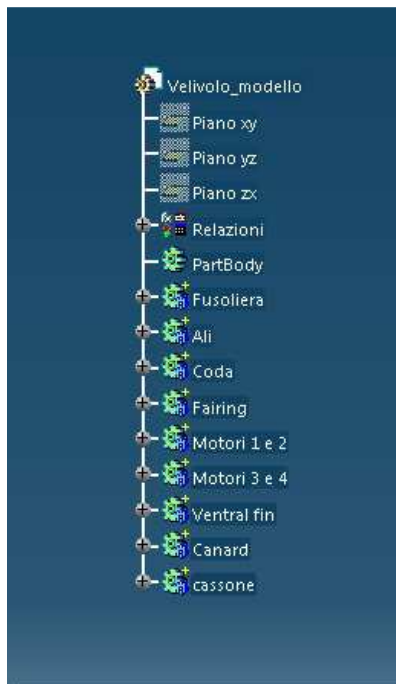 Velivolo_modello
Piano xy
Piano yz
Piano zx
Relazioni
PartBody
Fusoliera
Ali
Coda
Fairing
Motori 1 e 2
Motori 3 e 4
Ventral fin
Canard
cassone